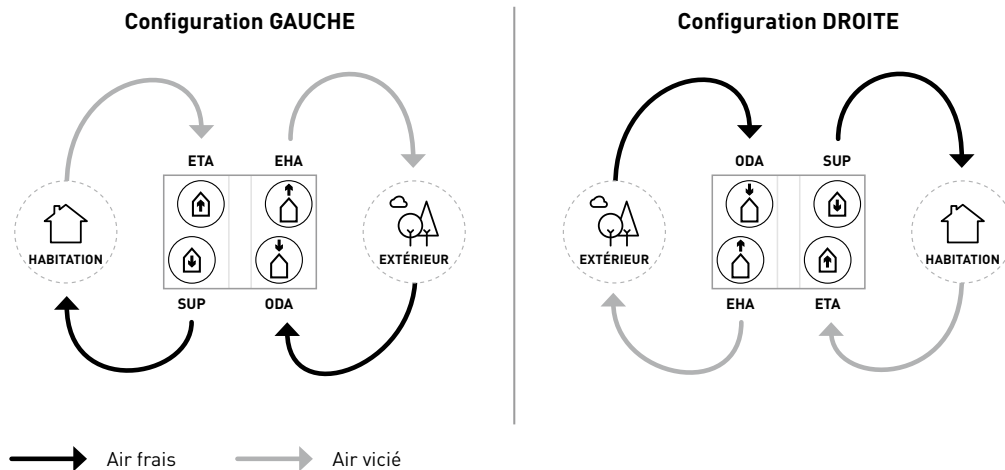 Configuration GAUCHE
Configuration DROITE
ETA EHA
HABITATION
EXTÉRIEUR
SUP ODA
ODA SUP
EXTÉRIEUR
HABITATION
EHA ETA
Air frais
Air vicié